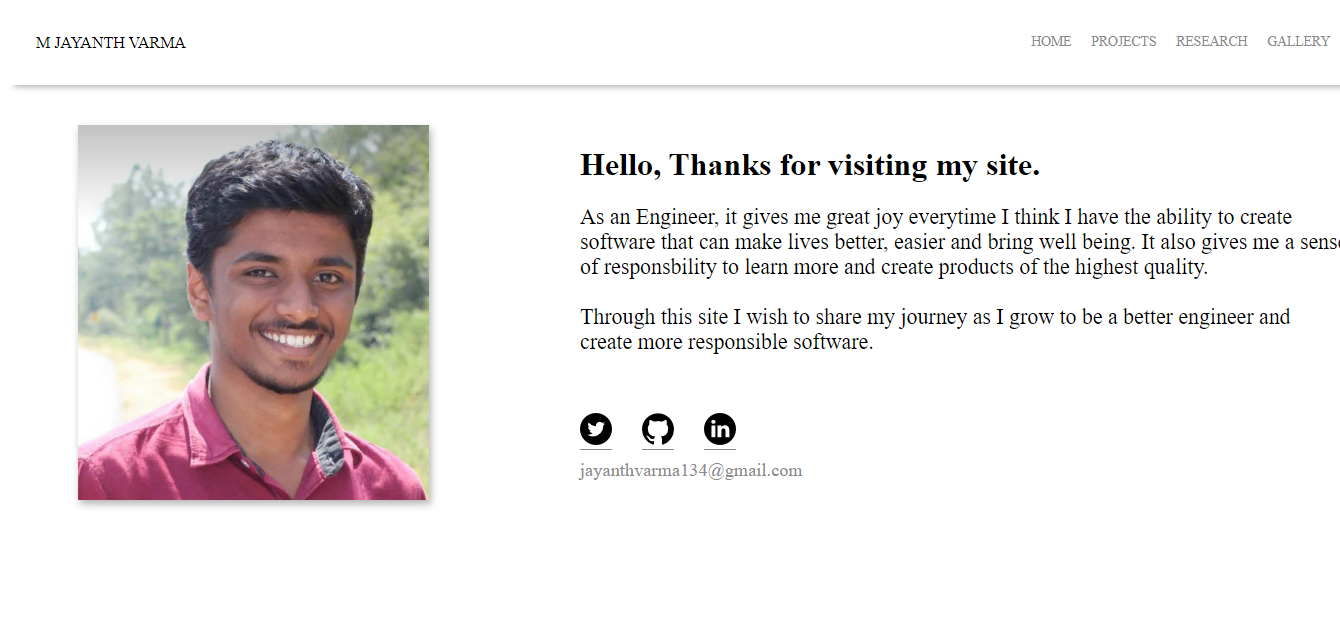 M JAYANTH VARMA
HOME PROJECTS RESEARCH GALLERY
Hello, Thanks for visiting my site.
As an Engineer, it gives me great joy everytime I think I have the ability to create
software that can make lives better, easier and bring well being. It also gives me a sens
of responsbility to learn more and create products of the highest quality.
Through this site I wish to share my journey as I grow to be a better engineer and
create more responsible software.
in
jayanthvarma134@gmail.com